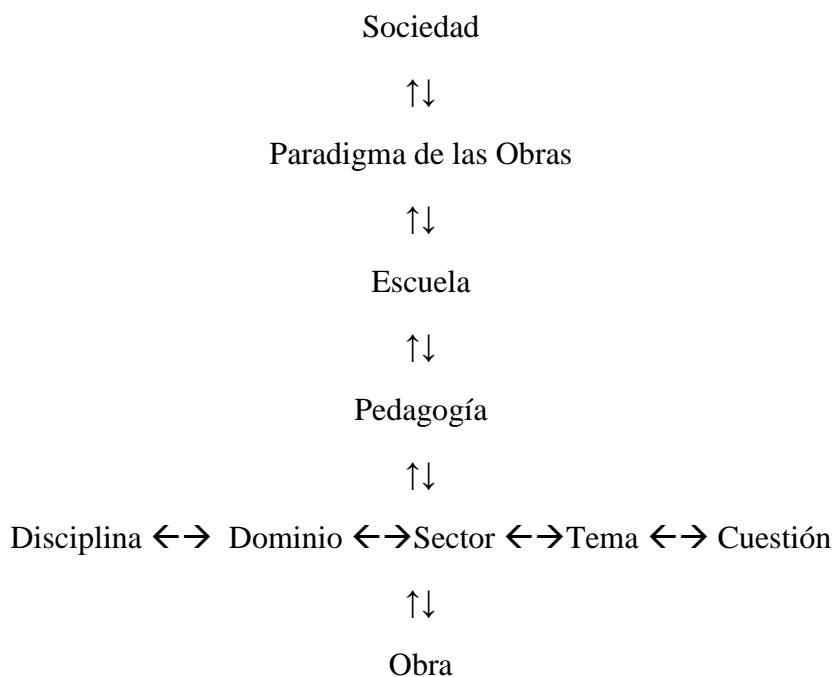 Sociedad
↑↓
Paradigma de las Obras
↑↓
Escuela
↑↓
Pedagogía
↑↓
Disciplina ←→ Dominio ←→Sector ←→Tema ←→ Cuestión
↑↓
Obra